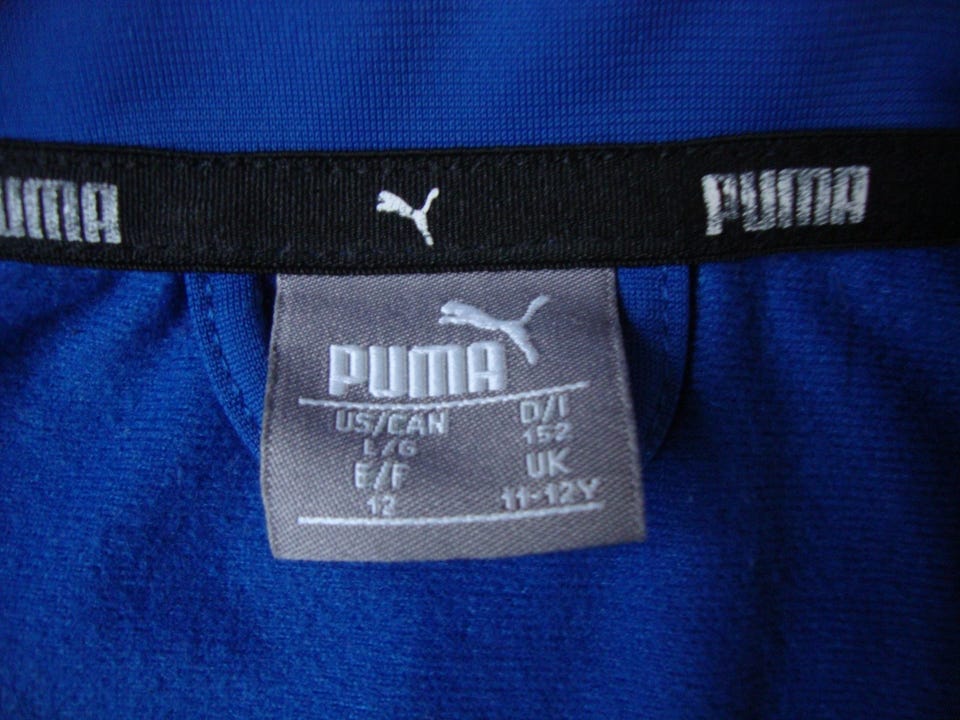 PUMA
PUMA
PUMA
US/CAN D/I
L/G 152
E/F UK
12 11-12Y